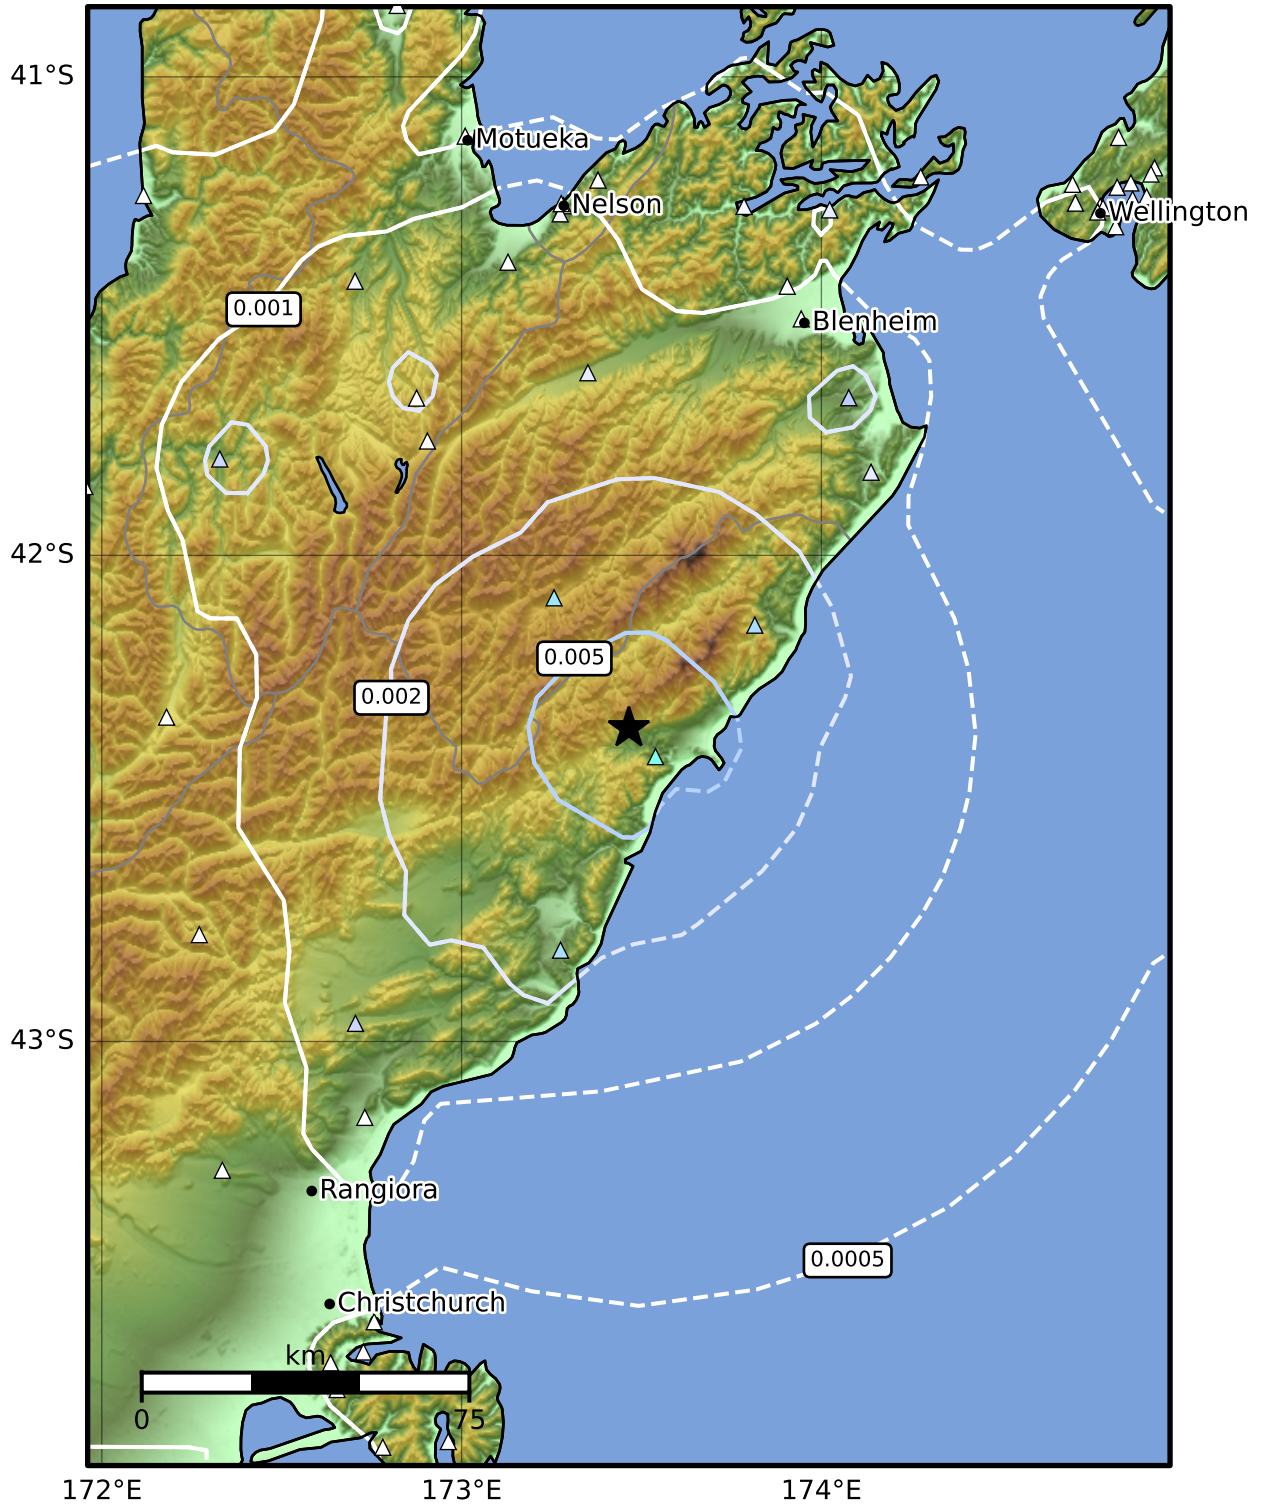 41°S
Motueka
Nelson
Wellington
0.001
Blenheim
42°S
0.005
0.002
43°S
Rangiora
0.0005
Christchurch
km
0 75
172°E 173°E 174°E